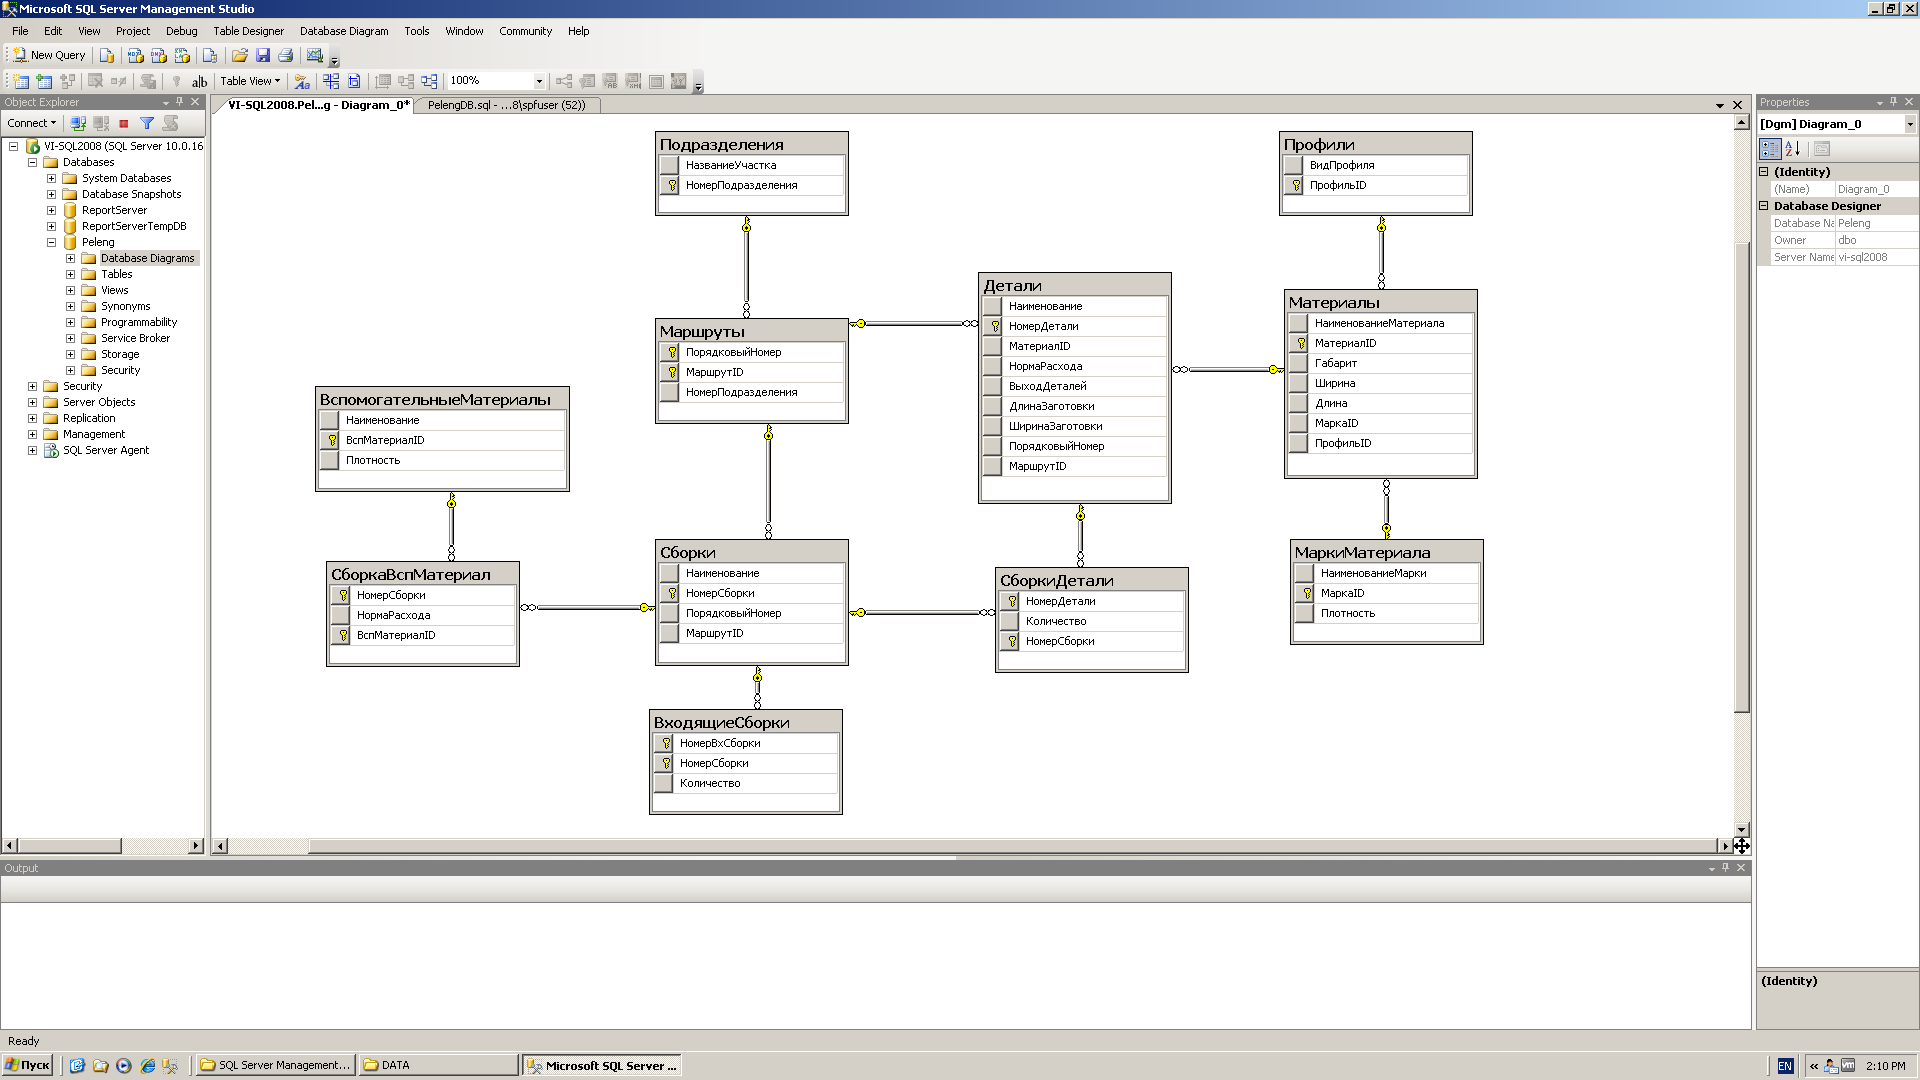 Microsoft SQL Server Management Studio
File Edit View Project Debug Table Designer Database Diagram Tools Window Community Help
New Query
Table View 100%
Object Explorer
Connect
VI-SQL2008 (SQL Server 10.0.16
Databases
System Databases
Database Snapshots
ReportServer
ReportServerTempDB
Peleng
Database Diagrams
Tables
Views
Synonyms
Programmability
Service Broker
Storage
Security
Security
Server Objects
Replication
Management
SQL Server Agent
VI-SQL2008.Pel...g - Diagram_0*
PelengDB.sql - ...8\spfuser (52))
Подразделения
НазваниеУчастка
НомерПодразделения
Профили
ВидПрофиля
ПрофильID
Маршруты
ПорядковыйНомер
МаршрутID
НомерПодразделения
Детали
Наименование
НомерДетали
МатериалID
НормаРасхода
ВыходДеталей
ДлинаЗаготовки
ШиринаЗаготовки
ПорядковыйНомер
МаршрутID
Материалы
НаименованиеМатериала
МатериалID
Габарит
Ширина
Длина
МаркаID
ПрофильID
ВспомогательныеМатериалы
Наименование
ВспМатериалID
Плотность
СборкаВспМатериал
НомерСборки
НормаРасхода
ВспМатериалID
Сборки
Наименование
НомерСборки
ПорядковыйНомер
МаршрутID
СборкиДетали
НомерДетали
Количество
НомерСборки
МаркиМатериала
НаименованиеМарки
МаркаID
Плотность
ВходящиеСборки
НомерВхСборки
НомерСборки
Количество
Properties
[Dgm] Diagram_0
(Identity)
(Name) Diagram_0
Database Designer
Database Na Peleng
Owner dbo
Server Name vi-sql2008
(Identity)
Output
Ready
Пуск
SQL Server Management...
DATA
Microsoft SQL Server ...
EN
2:10 PM